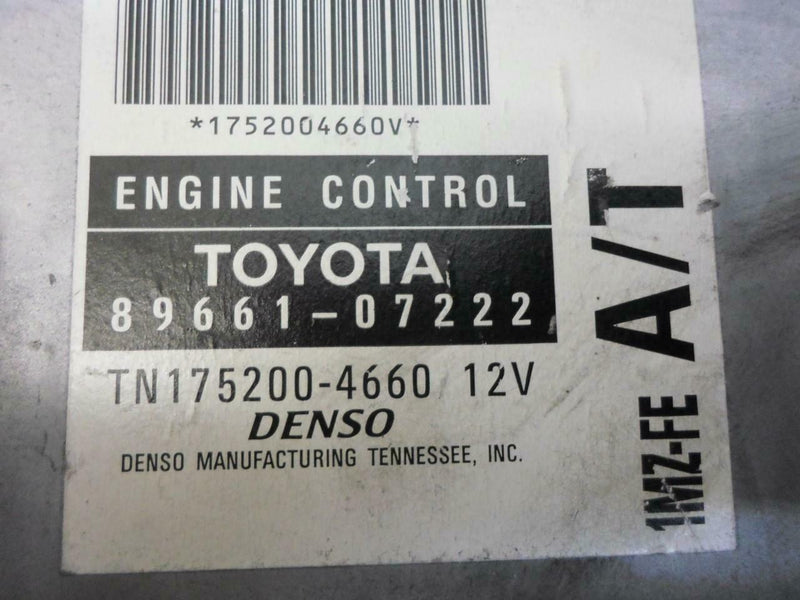 *1752004660V*
ENGINE CONTROL
TOYOTA
89661-07222
TN175200-4660 12V
DENSO
DENSO MANUFACTURING TENNESSEE, INC.
1MZ-FE A/T